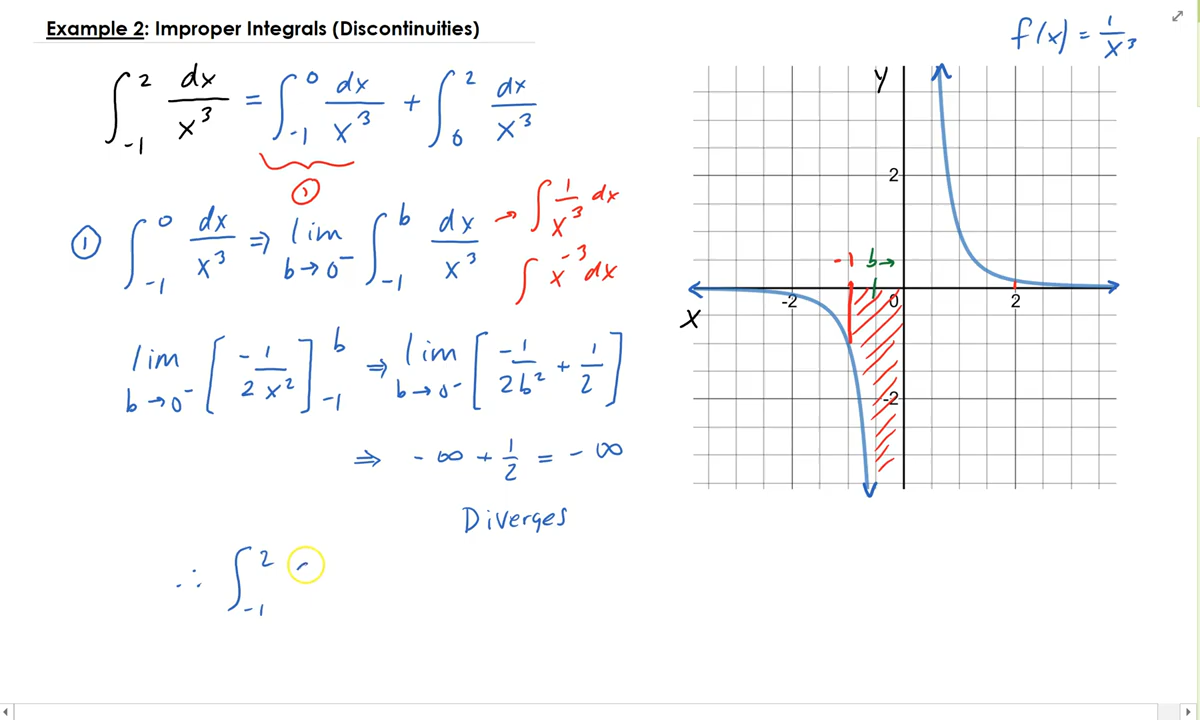 Example 2: Improper Integrals (Discontinuities)
f(x) = 1/x³
∫₋₁² dx/x³ = ∫₋₁⁰ dx/x³ + ∫₀² dx/x³
①
① ∫₋₁⁰ dx/x³ ⇒ lim b→0⁻ ∫₋₁ᵇ dx/x³ → ∫ 1/x³ dx
∫ x⁻³ dx
lim b→0⁻ [-1/2x²]₋₁ᵇ ⇒ lim b→0⁻ [-1/2b² + 1/2]
⇒ -∞ + 1/2 = -∞
Diverges
∴ ∫₋₁²
y
2
-1 b→
-2 0 2
x
-2